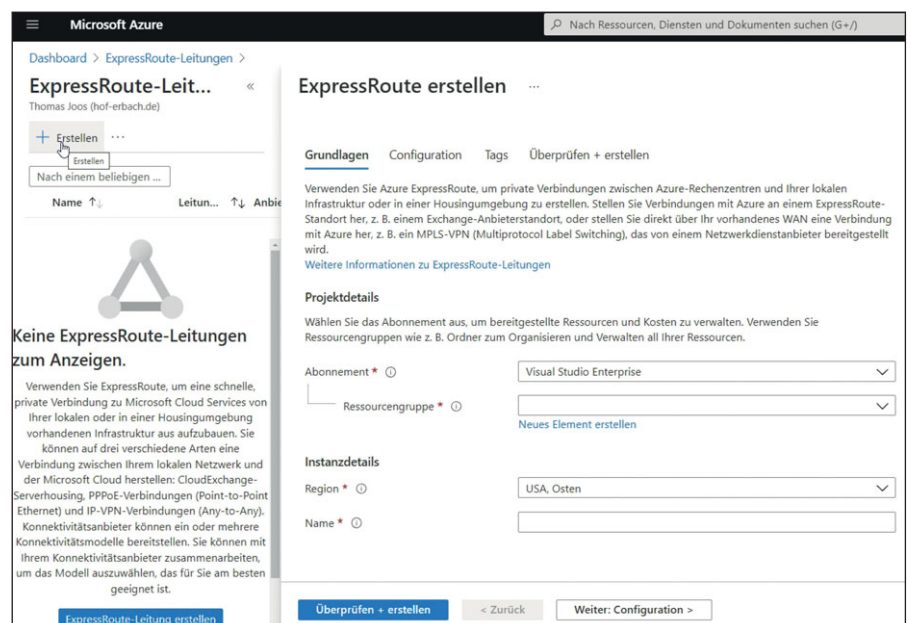 Microsoft Azure
Nach Ressourcen, Diensten und Dokumenten suchen (G+/)
Dashboard > ExpressRoute-Leitungen >
ExpressRoute-Leit... «
Thomas Joos (hof-erbach.de)
+ Erstellen ...
Erstellen
Nach einem beliebigen ...
Name ↑↓ Leitun... ↑↓ Anbie
Keine ExpressRoute-Leitungen
zum Anzeigen.
Verwenden Sie ExpressRoute, um eine schnelle,
private Verbindung zu Microsoft Cloud Services von
Ihrer lokalen oder in einer Housingumgebung
vorhandenen Infrastruktur aus aufzubauen. Sie
können auf drei verschiedene Arten eine
Verbindung zwischen Ihrem lokalen Netzwerk und
der Microsoft Cloud herstellen: CloudExchange-
Serverhousing, PPPoE-Verbindungen (Point-to-Point
Ethernet) und IP-VPN-Verbindungen (Any-to-Any).
Konnektivitätsanbieter können ein oder mehrere
Konnektivitätsmodelle bereitstellen. Sie können mit
Ihrem Konnektivitätsanbieter zusammenarbeiten,
um das Modell auszuwählen, das für Sie am besten
geeignet ist.
ExpressRoute-Leitung erstellen
ExpressRoute erstellen ...
Grundlagen Configuration Tags Überprüfen + erstellen
Verwenden Sie Azure ExpressRoute, um private Verbindungen zwischen Azure-Rechenzentren und Ihrer lokalen
Infrastruktur oder in einer Housingumgebung zu erstellen. Stellen Sie Verbindungen mit Azure an einem ExpressRoute-
Standort her, z. B. einem Exchange-Anbieterstandort, oder stellen Sie direkt über Ihr vorhandenes WAN eine Verbindung
mit Azure her, z. B. ein MPLS-VPN (Multiprotocol Label Switching), das von einem Netzwerkdienstanbieter bereitgestellt
wird.
Weitere Informationen zu ExpressRoute-Leitungen
Projektdetails
Wählen Sie das Abonnement aus, um bereitgestellte Ressourcen und Kosten zu verwalten. Verwenden Sie
Ressourcengruppen wie z. B. Ordner zum Organisieren und Verwalten all Ihrer Ressourcen.
Abonnement * Visual Studio Enterprise
Ressourcengruppe *
Neues Element erstellen
Instanzdetails
Region * USA, Osten
Name *
Überprüfen + erstellen < Zurück Weiter: Configuration >